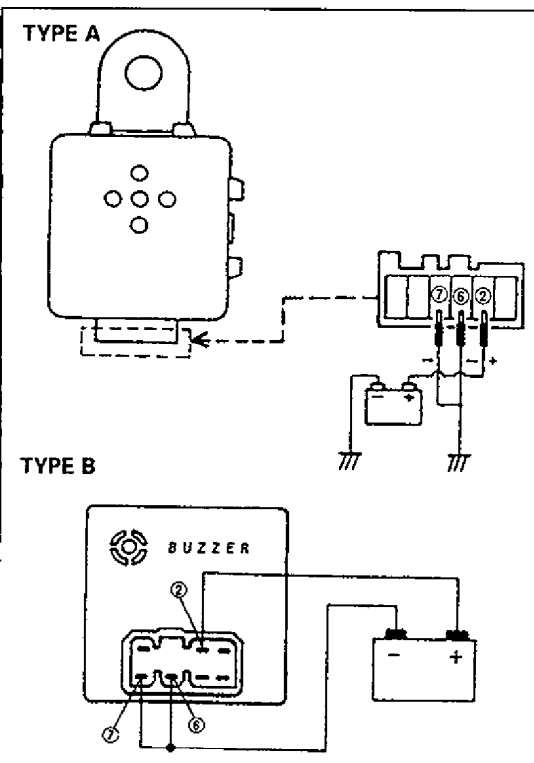 TYPE A
⑦ ⑥ ②
− − +
− +
TYPE B
BUZZER
②
− +
⑥
⑦